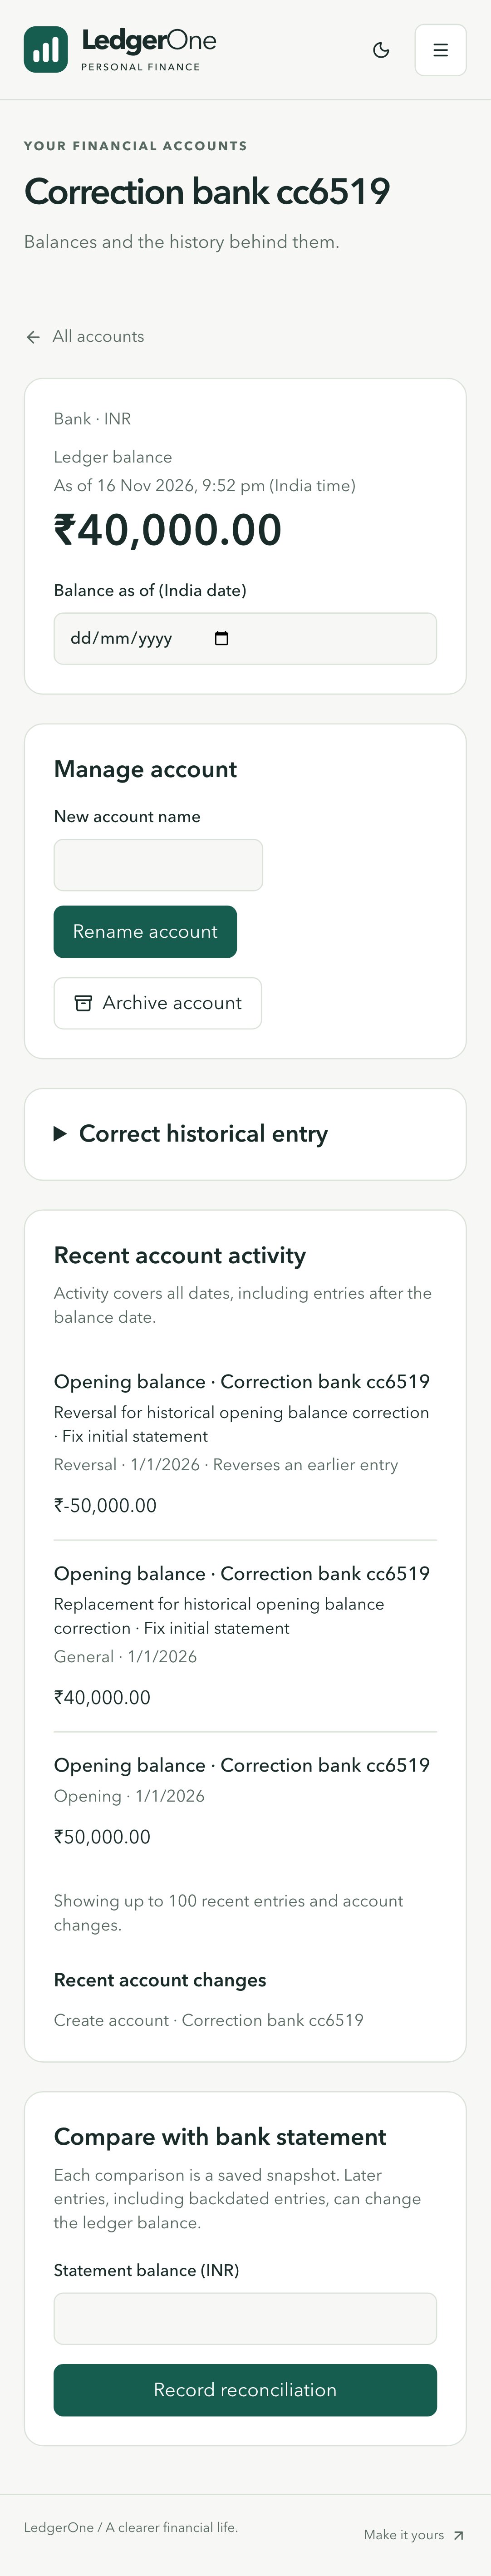 LedgerOne
PERSONAL FINANCE
YOUR FINANCIAL ACCOUNTS
Correction bank cc6519
Balances and the history behind them.
All accounts
Bank · INR
Ledger balance
As of 16 Nov 2026, 9:52 pm (India time)
₹40,000.00
Balance as of (India date)
dd/mm/yyyy
Manage account
New account name
Rename account
Archive account
Correct historical entry
Recent account activity
Activity covers all dates, including entries after the
balance date.
Opening balance · Correction bank cc6519
Reversal for historical opening balance correction
· Fix initial statement
Reversal · 1/1/2026 · Reverses an earlier entry
₹-50,000.00
Opening balance · Correction bank cc6519
Replacement for historical opening balance
correction · Fix initial statement
General · 1/1/2026
₹40,000.00
Opening balance · Correction bank cc6519
Opening · 1/1/2026
₹50,000.00
Showing up to 100 recent entries and account
changes.
Recent account changes
Create account · Correction bank cc6519
Compare with bank statement
Each comparison is a saved snapshot. Later
entries, including backdated entries, can change
the ledger balance.
Statement balance (INR)
Record reconciliation
LedgerOne / A clearer financial life.
Make it yours